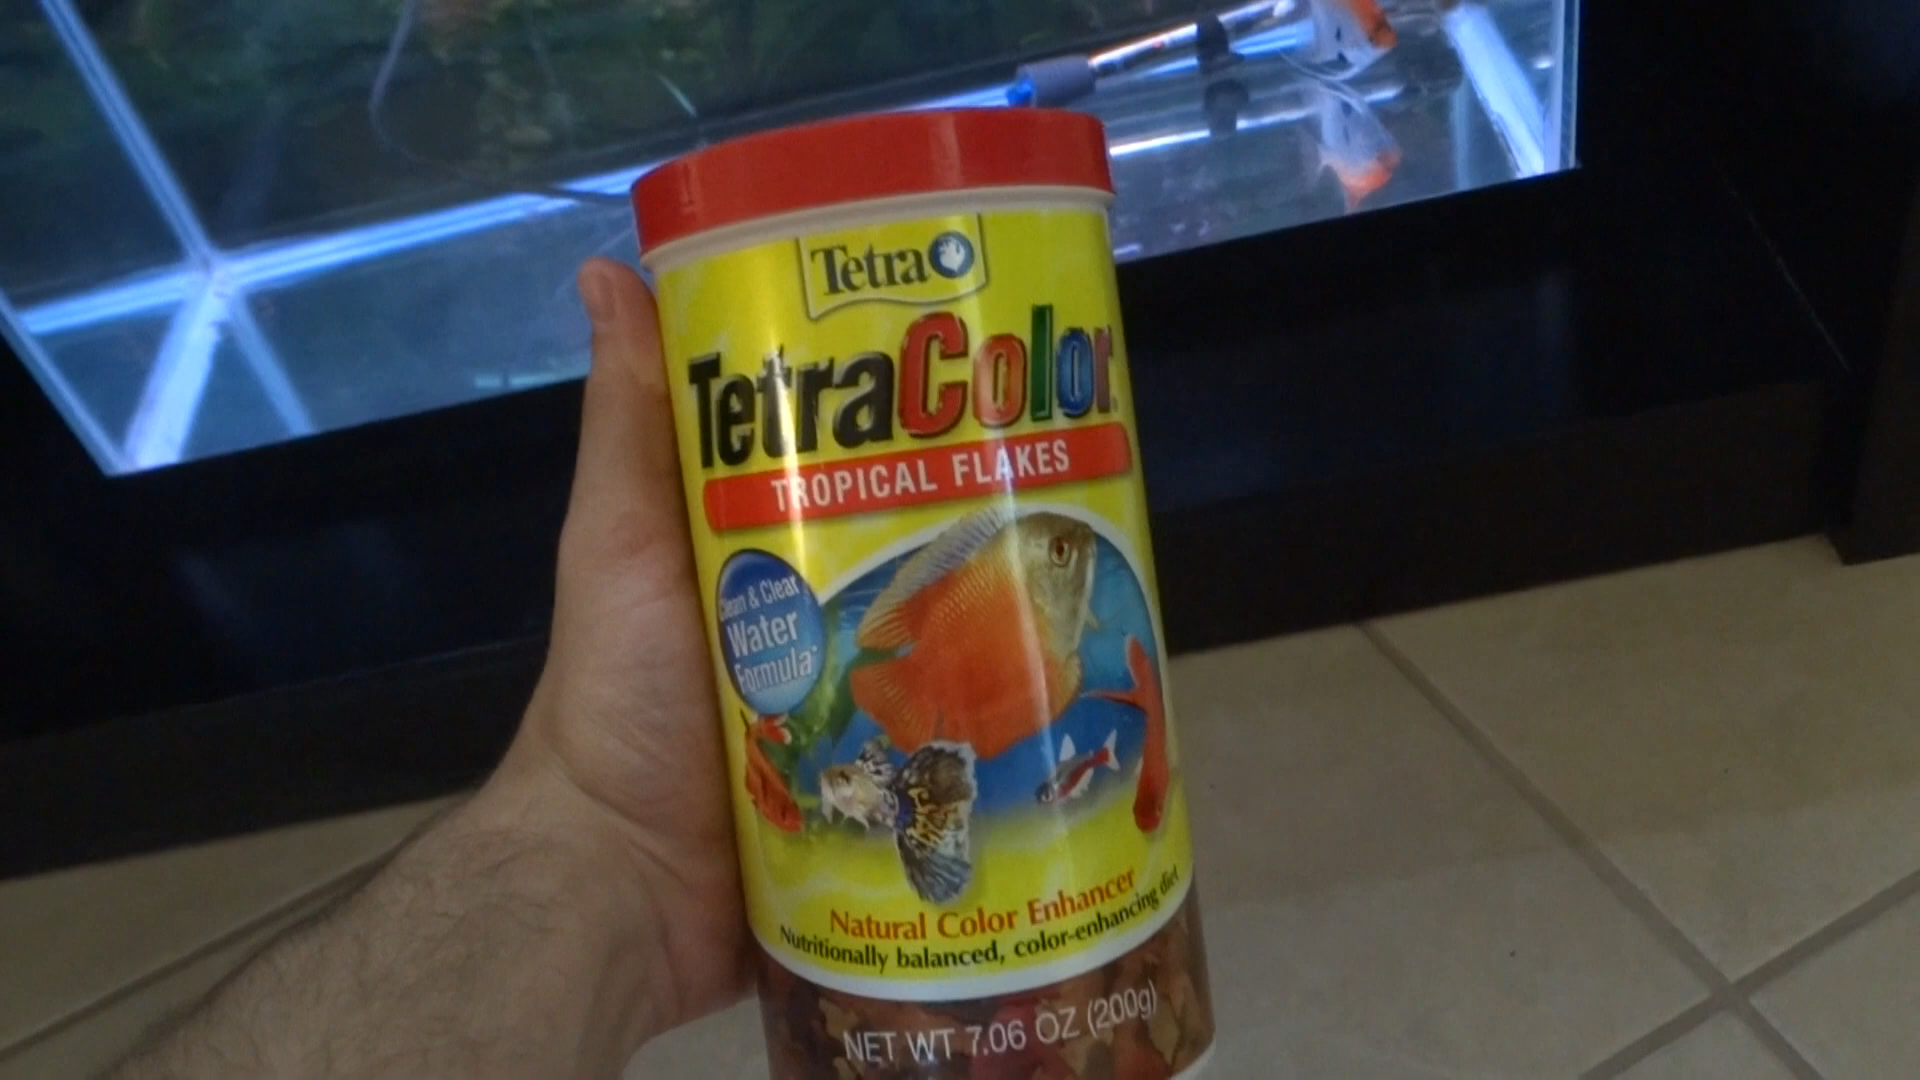 Tetra
TetraColor
TROPICAL FLAKES
Clean & Clear
Water
Formula
Natural Color Enhancer
Nutritionally balanced, color-enhancing diet
NET WT 7.06 OZ (200g)